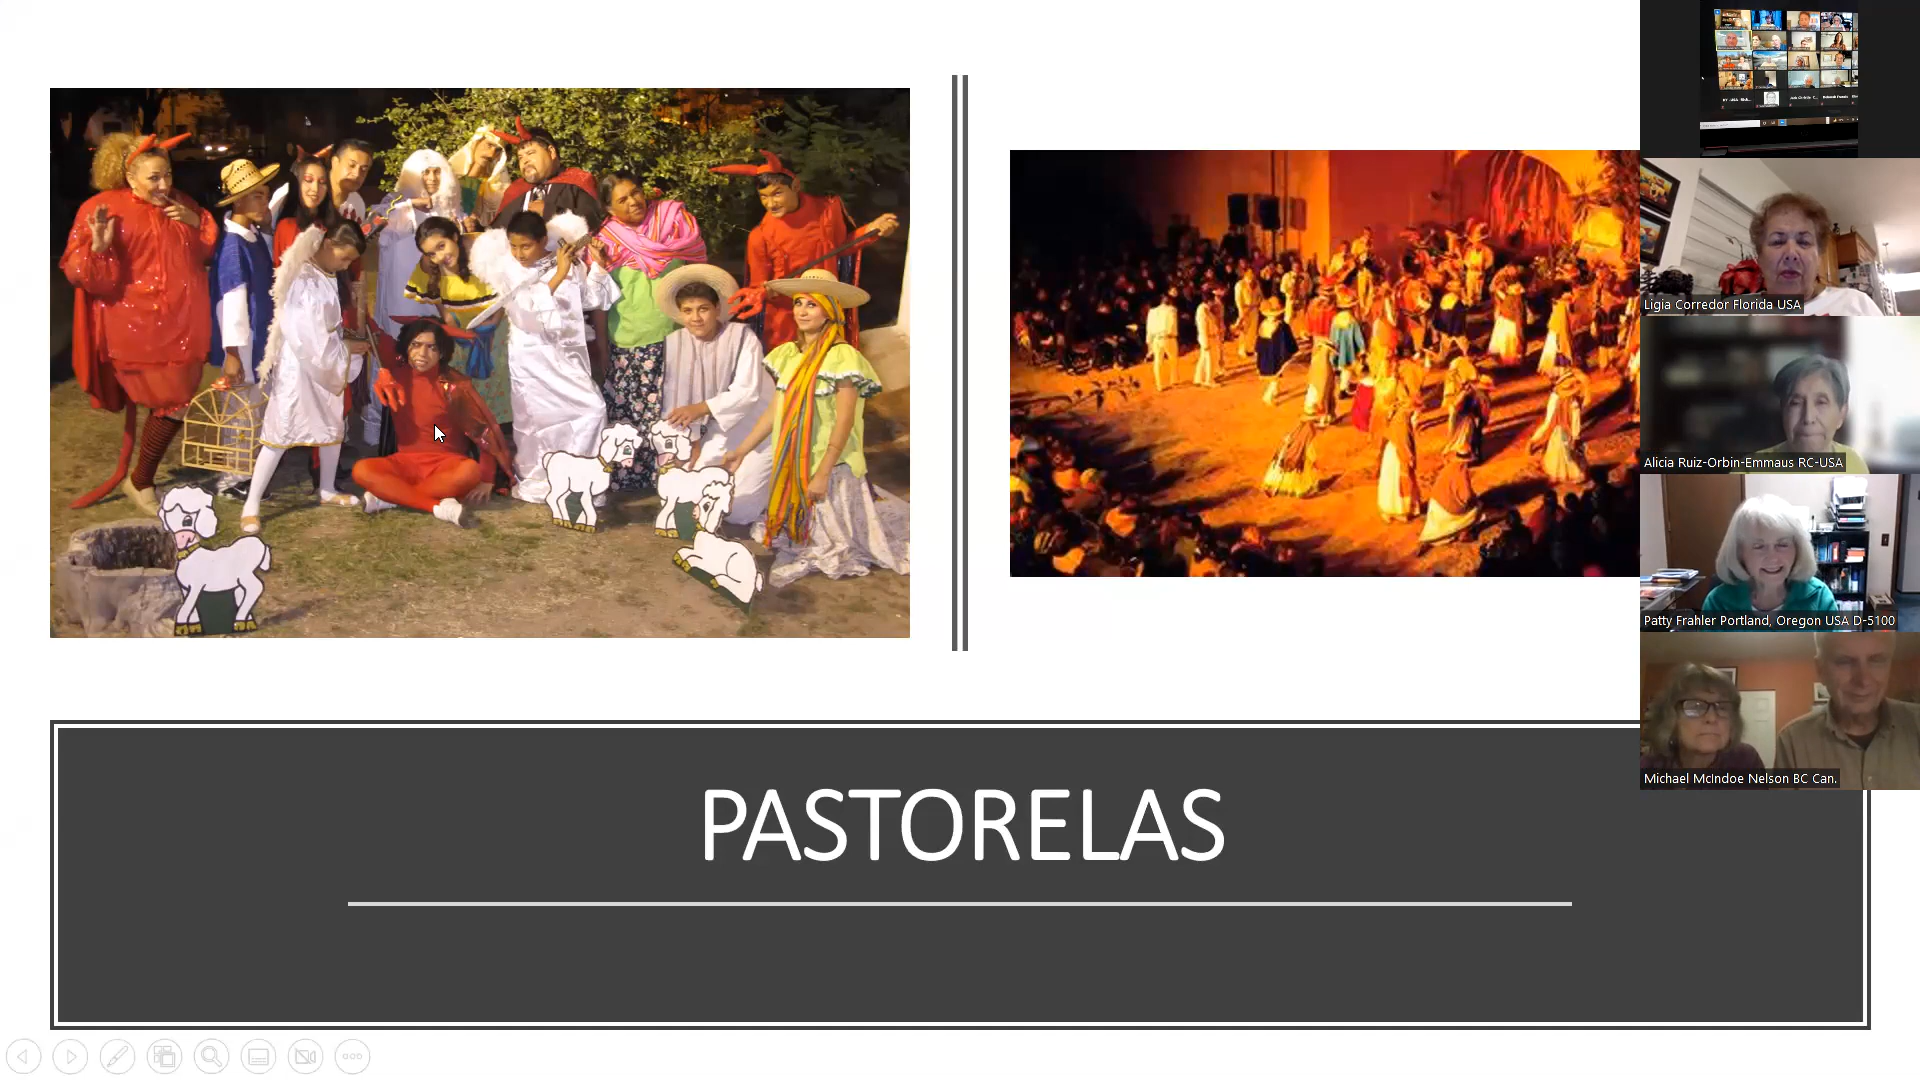 PASTORELAS
Ligia Corredor Florida USA
Alicia Ruiz-Orbin-Emmaus RC-USA
Patty Frahler Portland, Oregon USA D-5100
Michael McIndoe Nelson BC Can.